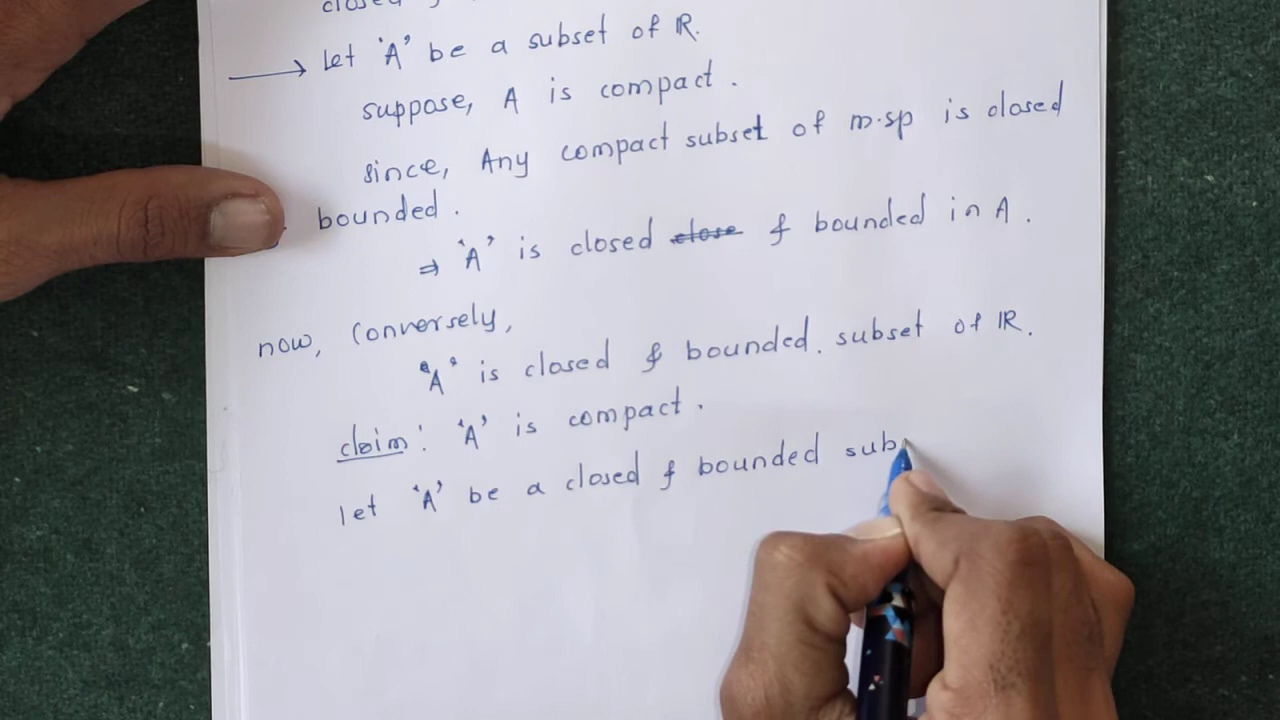 closed
→ Let 'A' be a subset of ℝ.
suppose, A is compact.
since, Any compact subset of m.sp is closed
bounded.
⇒ 'A' is closed close & bounded in A.
now, Conversely,
'A' is closed & bounded. subset of ℝ.
claim: 'A' is compact.
let 'A' be a closed & bounded sub